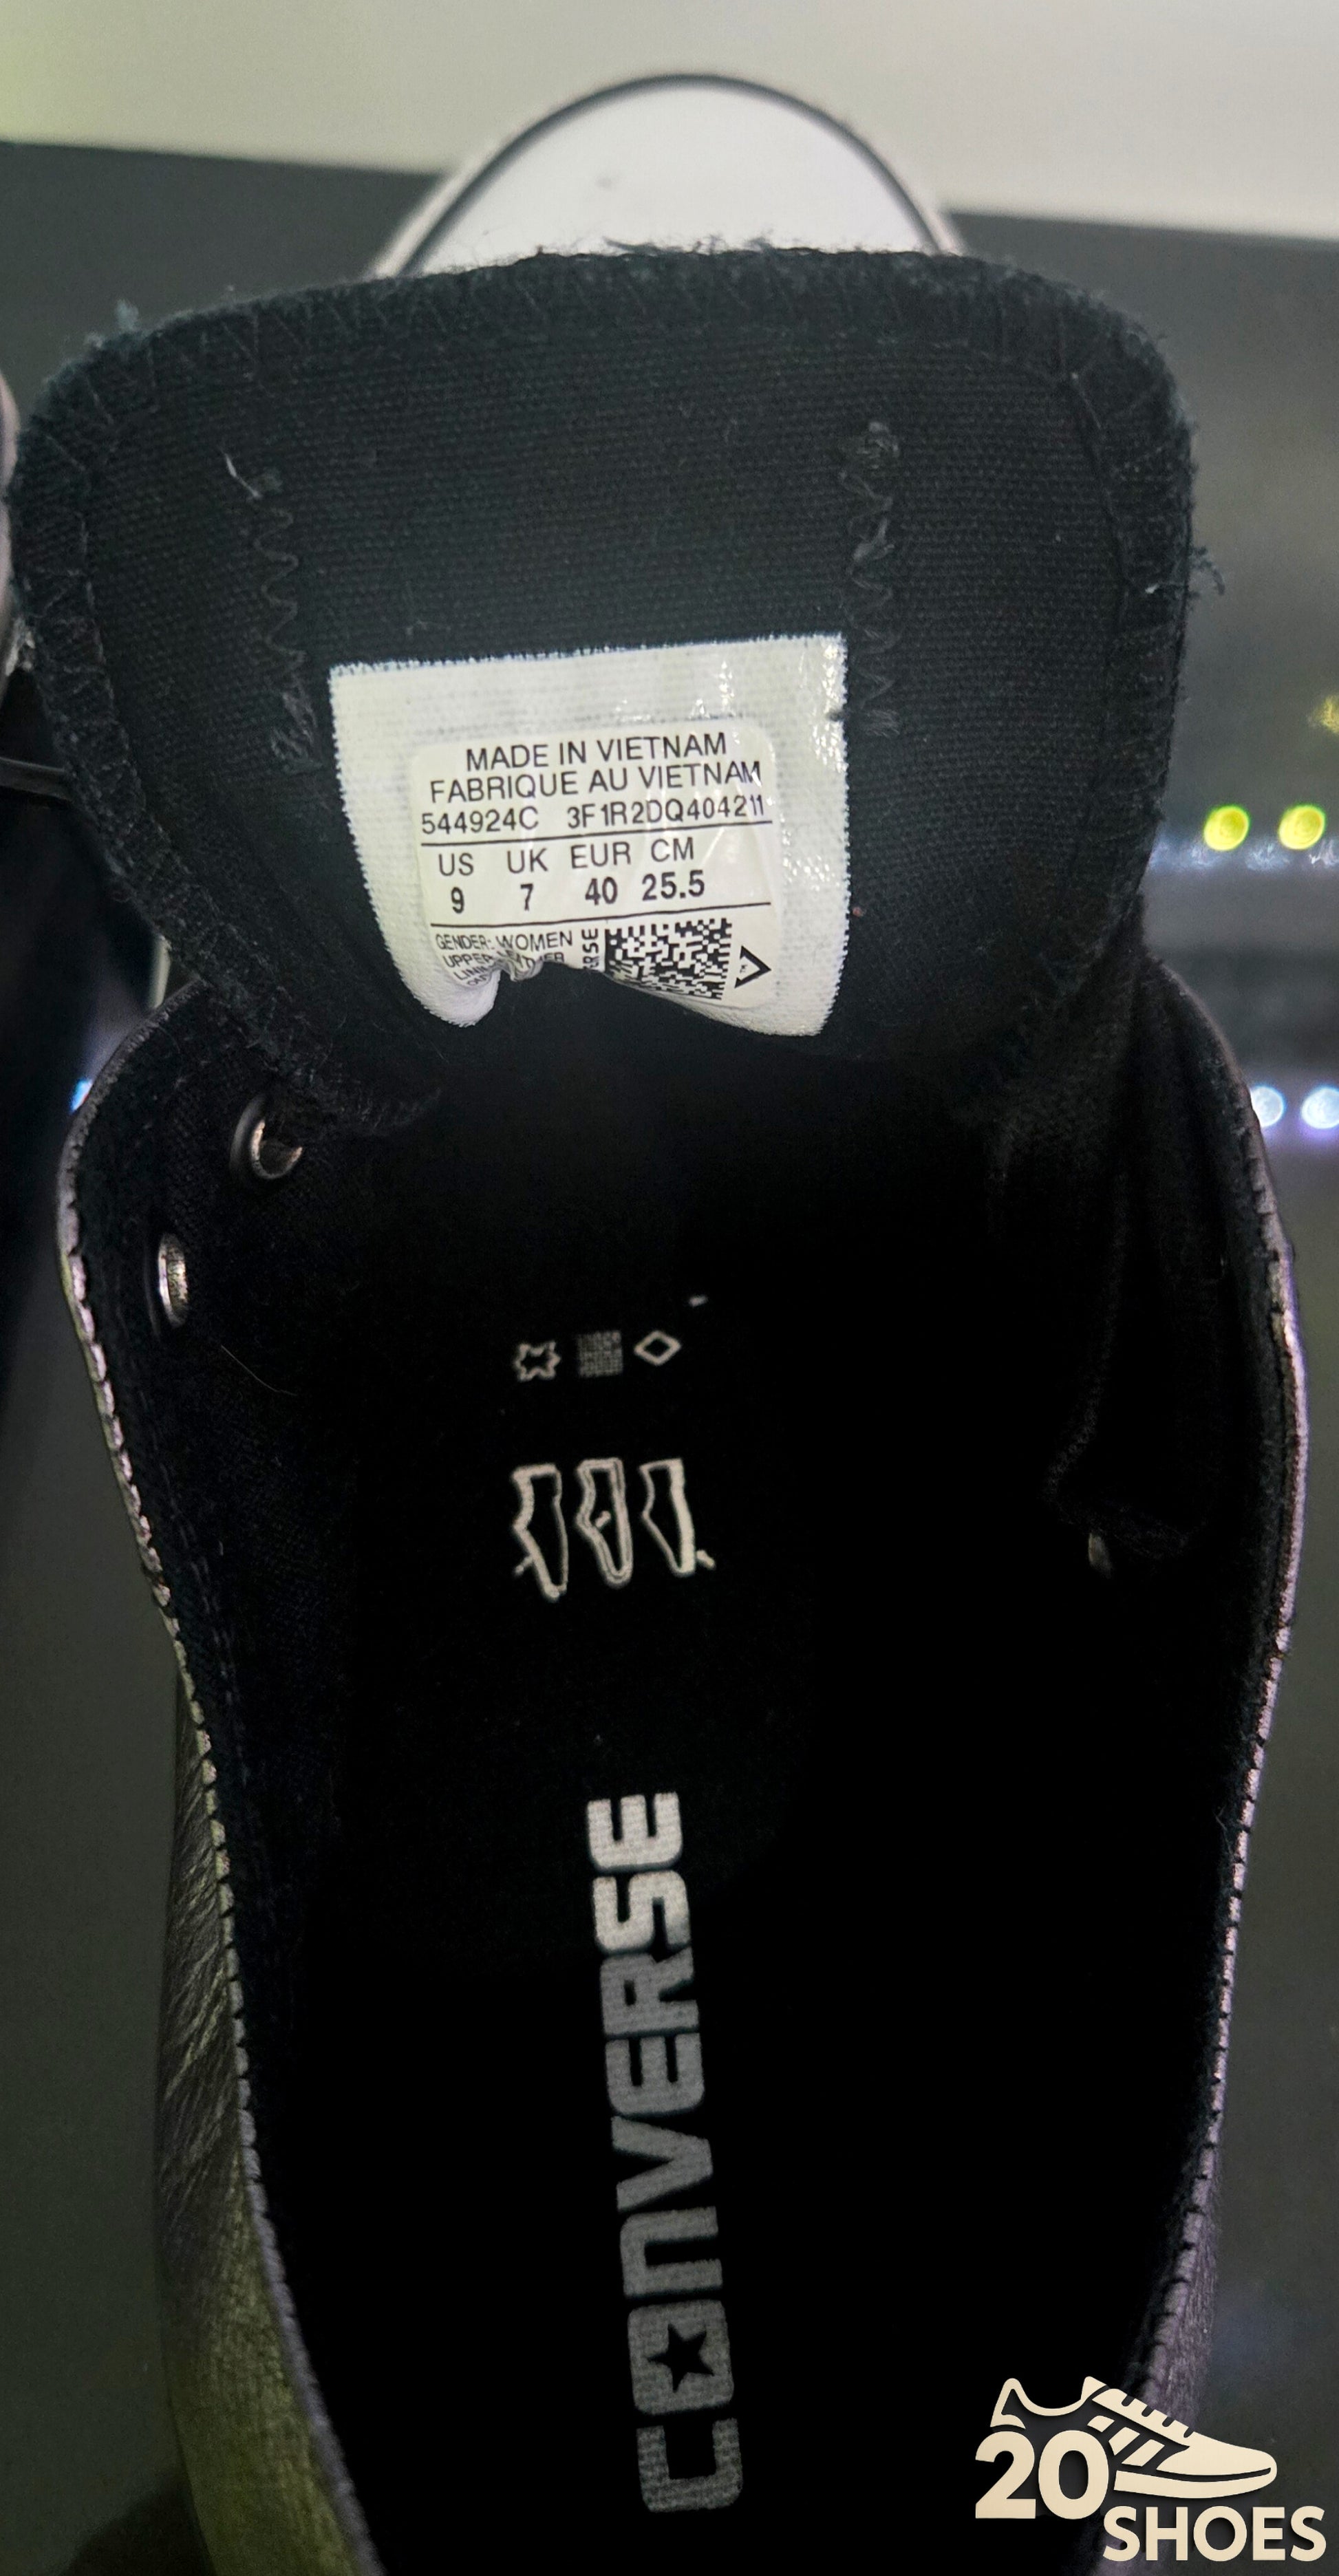 MADE IN VIETNAM
FABRIQUE AU VIETNAM
544924C 3F1R2DQ404211
US UK EUR CM
9 7 40 25.5
GENDER: WOMEN
UPPER:
CONVERSE
20
SHOES